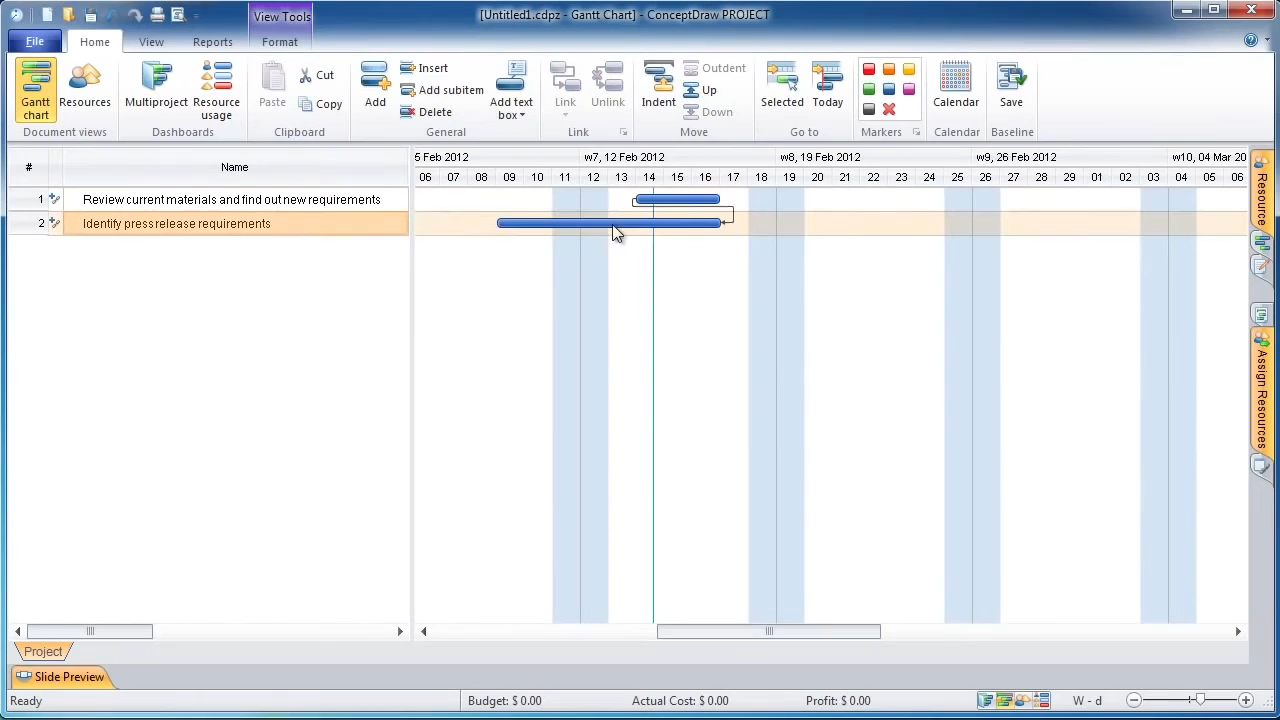 View Tools
[Untitled1.cdpz - Gantt Chart] - ConceptDraw PROJECT
File Home View Reports Format
Gantt chart
Resources
Document views
Multiproject
Resource usage
Dashboards
Paste
Cut
Copy
Clipboard
Add
Insert
Add subitem
Delete
Add text box
General
Link
Unlink
Link
Indent
Outdent
Up
Down
Move
Selected
Today
Go to
Markers
Calendar
Calendar
Save
Baseline
# Name
5 Feb 2012 w7, 12 Feb 2012 w8, 19 Feb 2012 w9, 26 Feb 2012 w10, 04 Mar 20
06 07 08 09 10 11 12 13 14 15 16 17 18 19 20 21 22 23 24 25 26 27 28 29 01 02 03 04 05 06
1 Review current materials and find out new requirements
2 Identify press release requirements
Resource
Assign Resources
Project
Slide Preview
Ready Budget: $ 0.00 Actual Cost: $ 0.00 Profit: $ 0.00 W - d